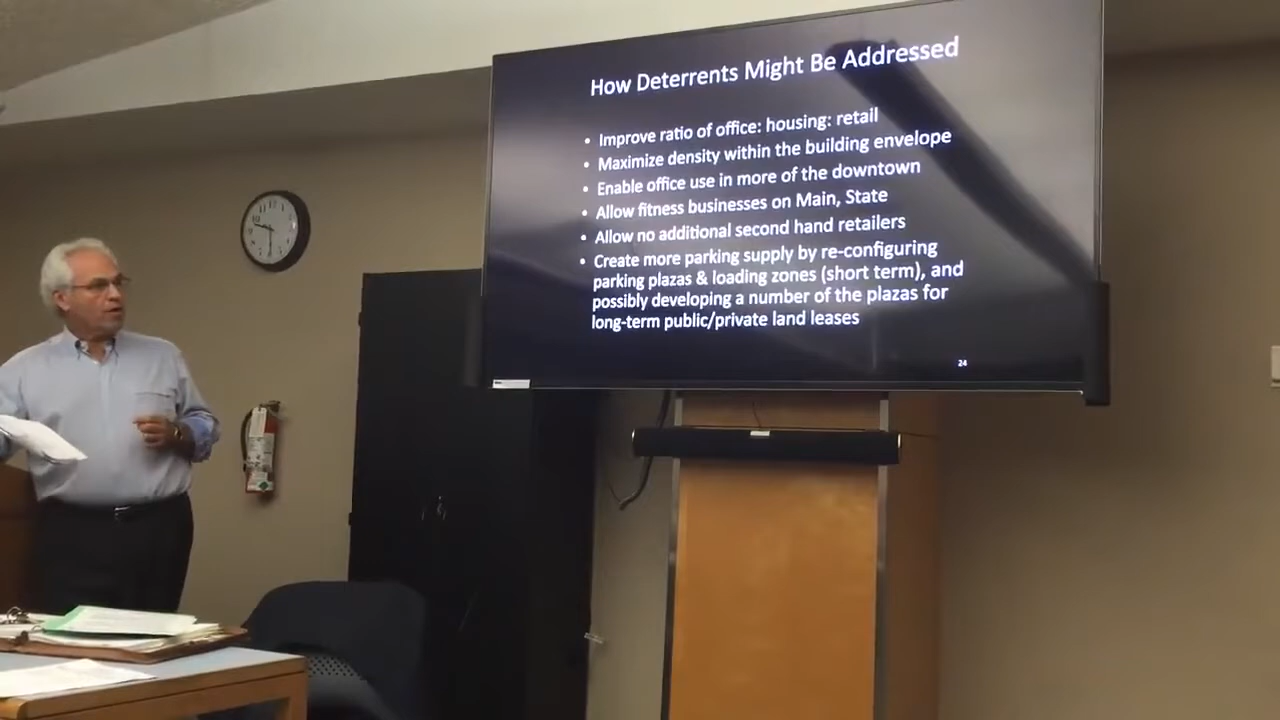 How Deterrents Might Be Addressed
• Improve ratio of office: housing: retail
• Maximize density within the building envelope
• Enable office use in more of the downtown
• Allow fitness businesses on Main, State
• Allow no additional second hand retailers
• Create more parking supply by re-configuring
parking plazas & loading zones (short term), and
possibly developing a number of the plazas for
long-term public/private land leases
24